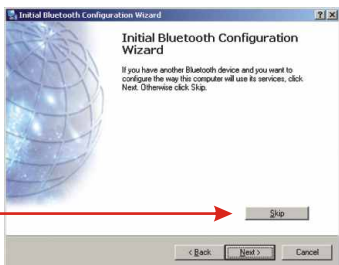 Initial Bluetooth Configuration Wizard
Initial Bluetooth Configuration
Wizard
If you have another Bluetooth device and you want to
configure the way this computer will use its services, click
Next. Otherwise click Skip.
Skip
< Back
Next >
Cancel